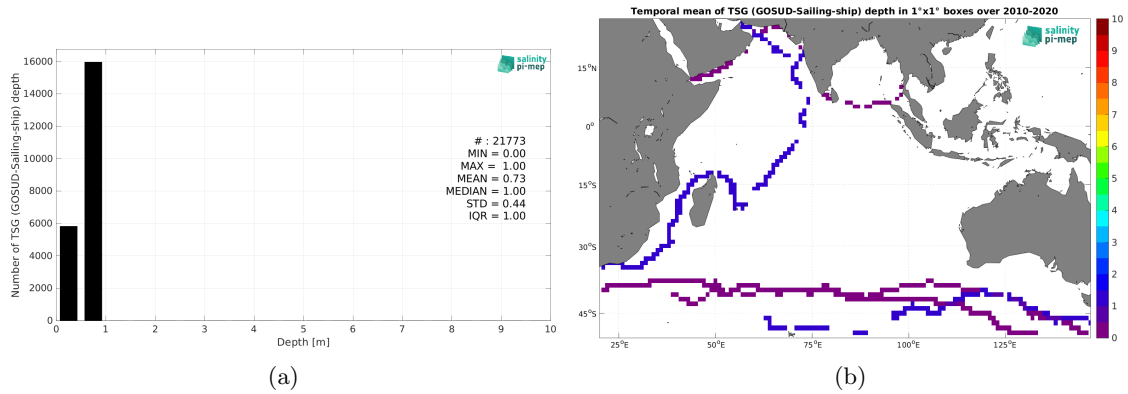 Number of TSG (GOSUD-Sailing-ship) depth
16000
14000
12000
10000
8000
6000
4000
2000
0
salinity
pi-mep
# : 21773
MIN = 0.00
MAX = 1.00
MEAN = 0.73
MEDIAN = 1.00
STD = 0.44
IQR = 1.00
0 1 2 3 4 5 6 7 8 9 10
Depth [m]
(a)
Temporal mean of TSG (GOSUD-Sailing-ship) depth in 1°x1° boxes over 2010-2020
salinity
pi-mep
15°N
0°
15°S
30°S
45°S
25°E 50°E 75°E 100°E 125°E
10
9
8
7
6
5
4
3
2
1
0
(b)